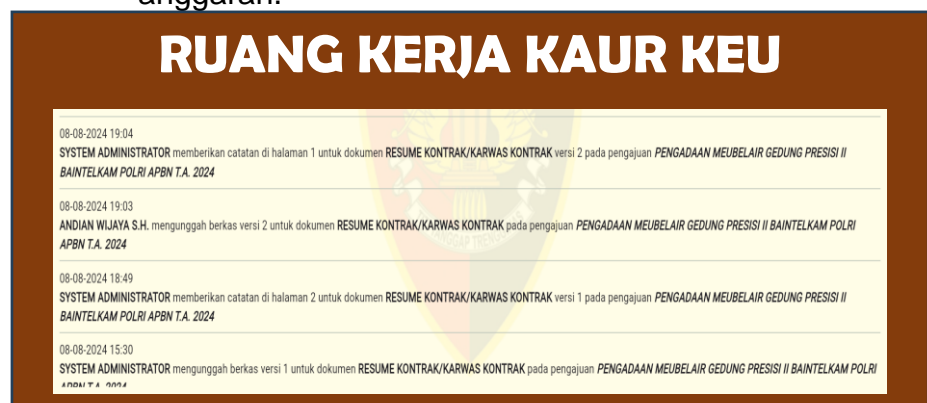 anggaran.
RUANG KERJA KAUR KEU
08-08-2024 19:04
SYSTEM ADMINISTRATOR memberikan catatan di halaman 1 untuk dokumen RESUME KONTRAK/KARWAS KONTRAK versi 2 pada pengajuan PENGADAAN MEUBELAIR GEDUNG PRESISI II
BAINTELKAM POLRI APBN T.A. 2024
08-08-2024 19:03
ANDIAN WIJAYA S.H. mengunggah berkas versi 2 untuk dokumen RESUME KONTRAK/KARWAS KONTRAK pada pengajuan PENGADAAN MEUBELAIR GEDUNG PRESISI II BAINTELKAM POLRI
APBN T.A. 2024
08-08-2024 18:49
SYSTEM ADMINISTRATOR memberikan catatan di halaman 2 untuk dokumen RESUME KONTRAK/KARWAS KONTRAK versi 1 pada pengajuan PENGADAAN MEUBELAIR GEDUNG PRESISI II
BAINTELKAM POLRI APBN T.A. 2024
08-08-2024 15:30
SYSTEM ADMINISTRATOR mengunggah berkas versi 1 untuk dokumen RESUME KONTRAK/KARWAS KONTRAK pada pengajuan PENGADAAN MEUBELAIR GEDUNG PRESISI II BAINTELKAM POLRI
APBN T.A. 2024